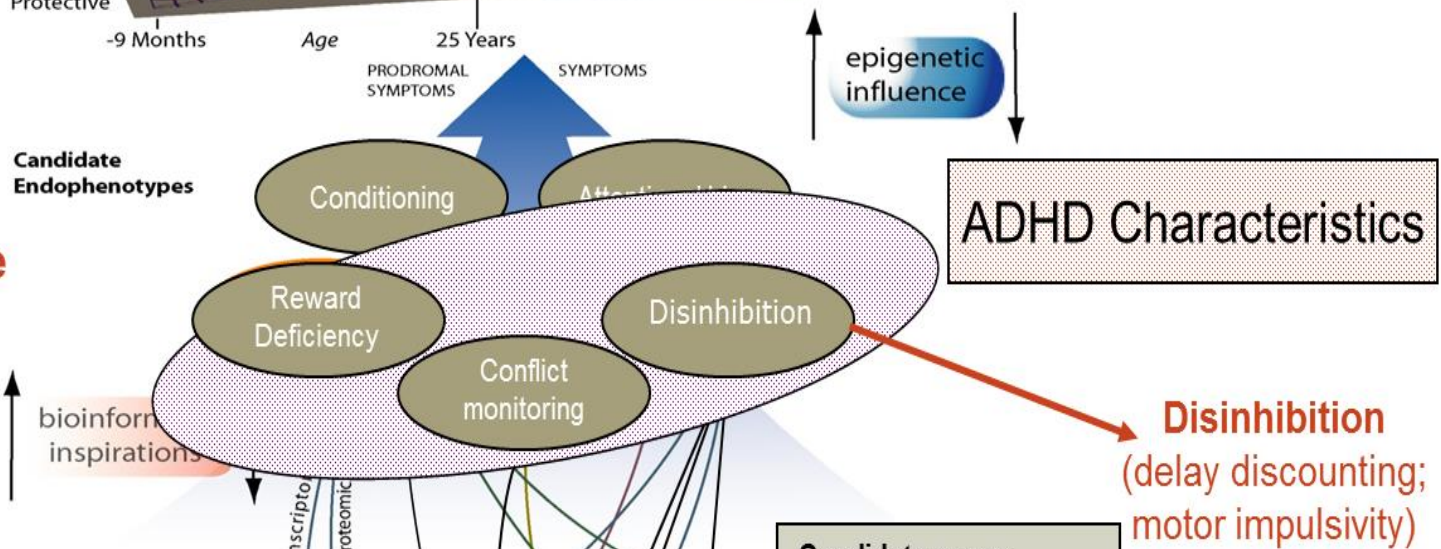 Protective
-9 Months Age 25 Years
PRODROMAL
SYMPTOMS
SYMPTOMS
epigenetic
influence
Candidate
Endophenotypes
Conditioning
ADHD Characteristics
Reward
Deficiency
Disinhibition
Conflict
monitoring
inspirations
Disinhibition
(delay discounting;
motor impulsivity)